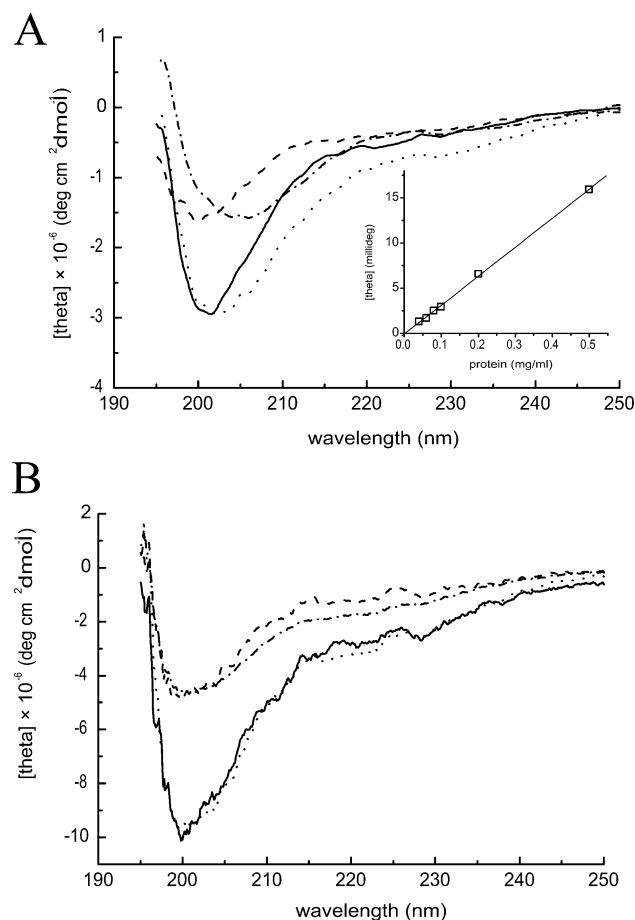 A
1
0
-1
-2
-3
-4
[theta] × 10⁻⁶ (deg cm ² dmol⁻¹)
190 200 210 220 230 240 250
wavelength (nm)
15
10
5
0
[theta] (millideg)
0.0 0.1 0.2 0.3 0.4 0.5
protein (mg/ml)
B
2
0
-2
-4
-6
-8
-10
[theta] × 10⁻⁶ (deg cm ² dmol⁻¹)
190 200 210 220 230 240 250
wavelength (nm)